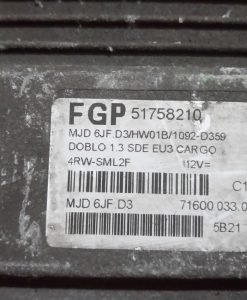 FGP 51758210
MJD 6JF.D3/HW01B/1092-D359
DOBLO 1.3 SDE EU3 CARGO
4RW-SML2F 12V=
C1
MJD 6JF.D3 71600 033.0
5B21